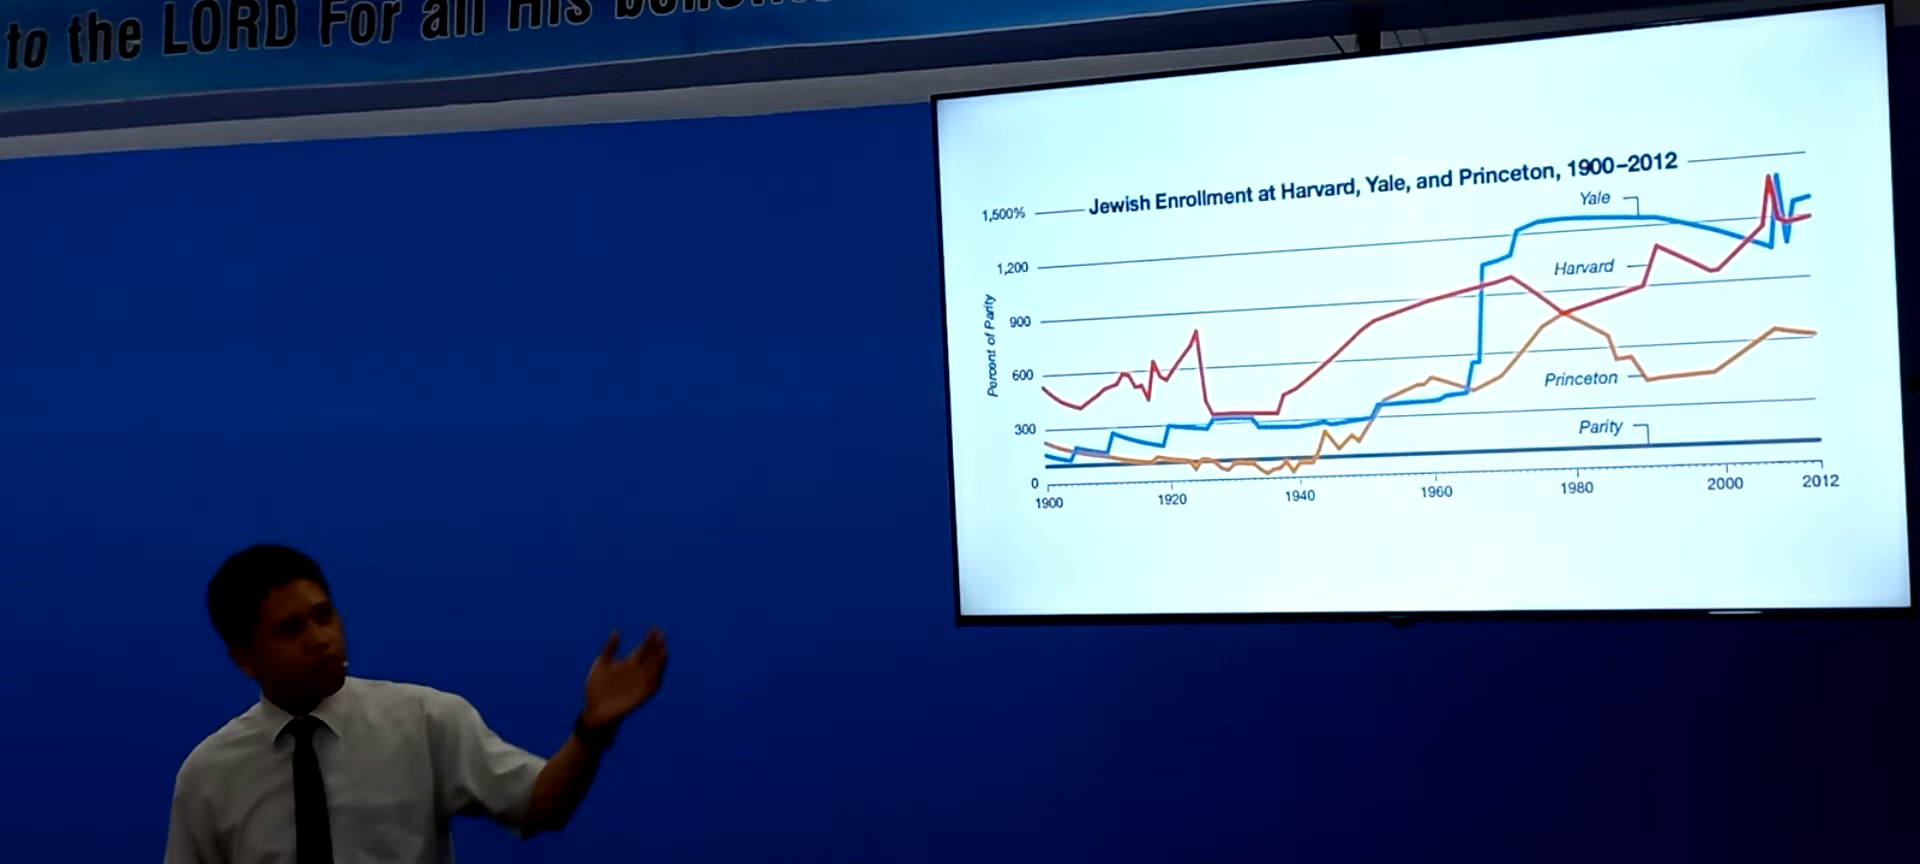 to the LORD For all His
Jewish Enrollment at Harvard, Yale, and Princeton, 1900–2012
1,500%
1,200
900
600
300
0
Percent of Parity
Yale
Harvard
Princeton
Parity
1900 1920 1940 1960 1980 2000 2012